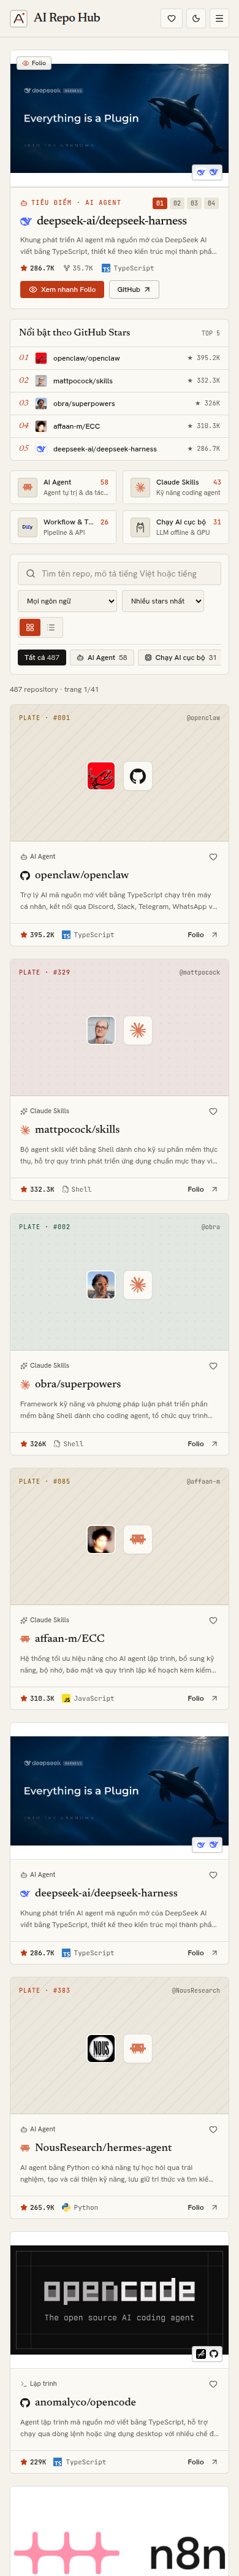 AI Repo Hub
Folio
deepseek
Everything is a Plugin
TIÊU ĐIỂM · AI AGENT
01 02 03 04
deepseek-ai/deepseek-harness
Khung phát triển AI agent mã nguồn mở của DeepSeek AI
viết bằng TypeScript, thiết kế theo kiến trúc mọi thành phầ…
286.7K 35.7K TypeScript
Xem nhanh Folio GitHub
Nổi bật theo GitHub Stars TOP 5
01 openclaw/openclaw ★ 395.2K
02 mattpocock/skills ★ 332.3K
03 obra/superpowers ★ 326K
04 affaan-m/ECC ★ 310.3K
05 deepseek-ai/deepseek-harness ★ 286.7K
AI Agent 58
Agent tự trị & đa tác…
Claude Skills 43
Kỹ năng coding agent
Workflow & T… 26
Pipeline & API
Chạy AI cục bộ 31
LLM offline & GPU
Tìm tên repo, mô tả tiếng Việt hoặc tiếng
Mọi ngôn ngữ Nhiều stars nhất
Tất cả 487 AI Agent 58 Chạy AI cục bộ 31
487 repository · trang 1/41
PLATE · #001 @openclaw
AI Agent
openclaw/openclaw
Trợ lý AI mã nguồn mở viết bằng TypeScript chạy trên máy
cá nhân, kết nối qua Discord, Slack, Telegram, WhatsApp v…
395.2K TypeScript Folio
PLATE · #329 @mattpocock
Claude Skills
mattpocock/skills
Bộ agent skill viết bằng Shell dành cho kỹ sư phần mềm thực
thụ, hỗ trợ quy trình phát triển ứng dụng chuẩn mực thay vì…
332.3K Shell Folio
PLATE · #002 @obra
Claude Skills
obra/superpowers
Framework kỹ năng và phương pháp luận phát triển phần
mềm bằng Shell dành cho coding agent, tổ chức quy trình…
326K Shell Folio
PLATE · #085 @affaan-m
Claude Skills
affaan-m/ECC
Hệ thống tối ưu hiệu năng cho AI agent lập trình, bổ sung kỹ
năng, bộ nhớ, bảo mật và quy trình lập kế hoạch kèm kiểm…
310.3K JavaScript Folio
deepseek
Everything is a Plugin
AI Agent
deepseek-ai/deepseek-harness
Khung phát triển AI agent mã nguồn mở của DeepSeek AI
viết bằng TypeScript, thiết kế theo kiến trúc mọi thành phầ…
286.7K TypeScript Folio
PLATE · #383 @NousResearch
NOUS
AI Agent
NousResearch/hermes-agent
AI agent bằng Python có khả năng tự học hỏi qua trải
nghiệm, tạo và cải thiện kỹ năng, lưu giữ tri thức và tìm kiế…
265.9K Python Folio
opencode
The open source AI coding agent
Lập trình
anomalyco/opencode
Agent lập trình mã nguồn mở viết bằng TypeScript, hỗ trợ
chạy qua dòng lệnh hoặc ứng dụng desktop với nhiều chế đ…
229K TypeScript Folio
n8n